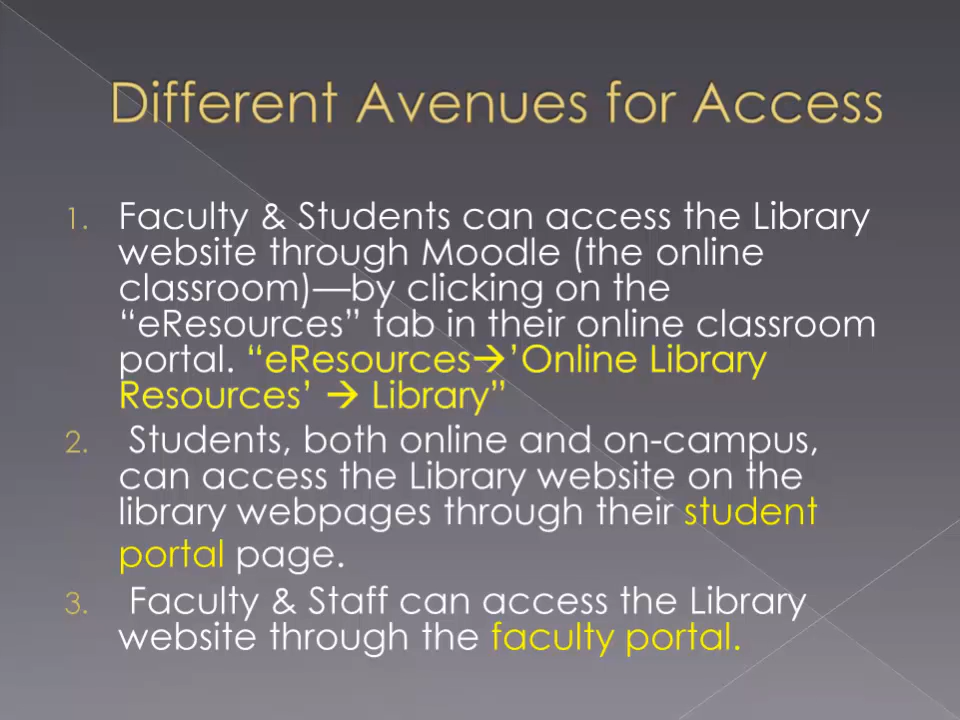 Different Avenues for Access
1. Faculty & Students can access the Library
website through Moodle (the online
classroom)—by clicking on the
“eResources” tab in their online classroom
portal. “eResources→’Online Library
Resources’ → Library”
2. Students, both online and on-campus,
can access the Library website on the
library webpages through their student
portal page.
3. Faculty & Staff can access the Library
website through the faculty portal.